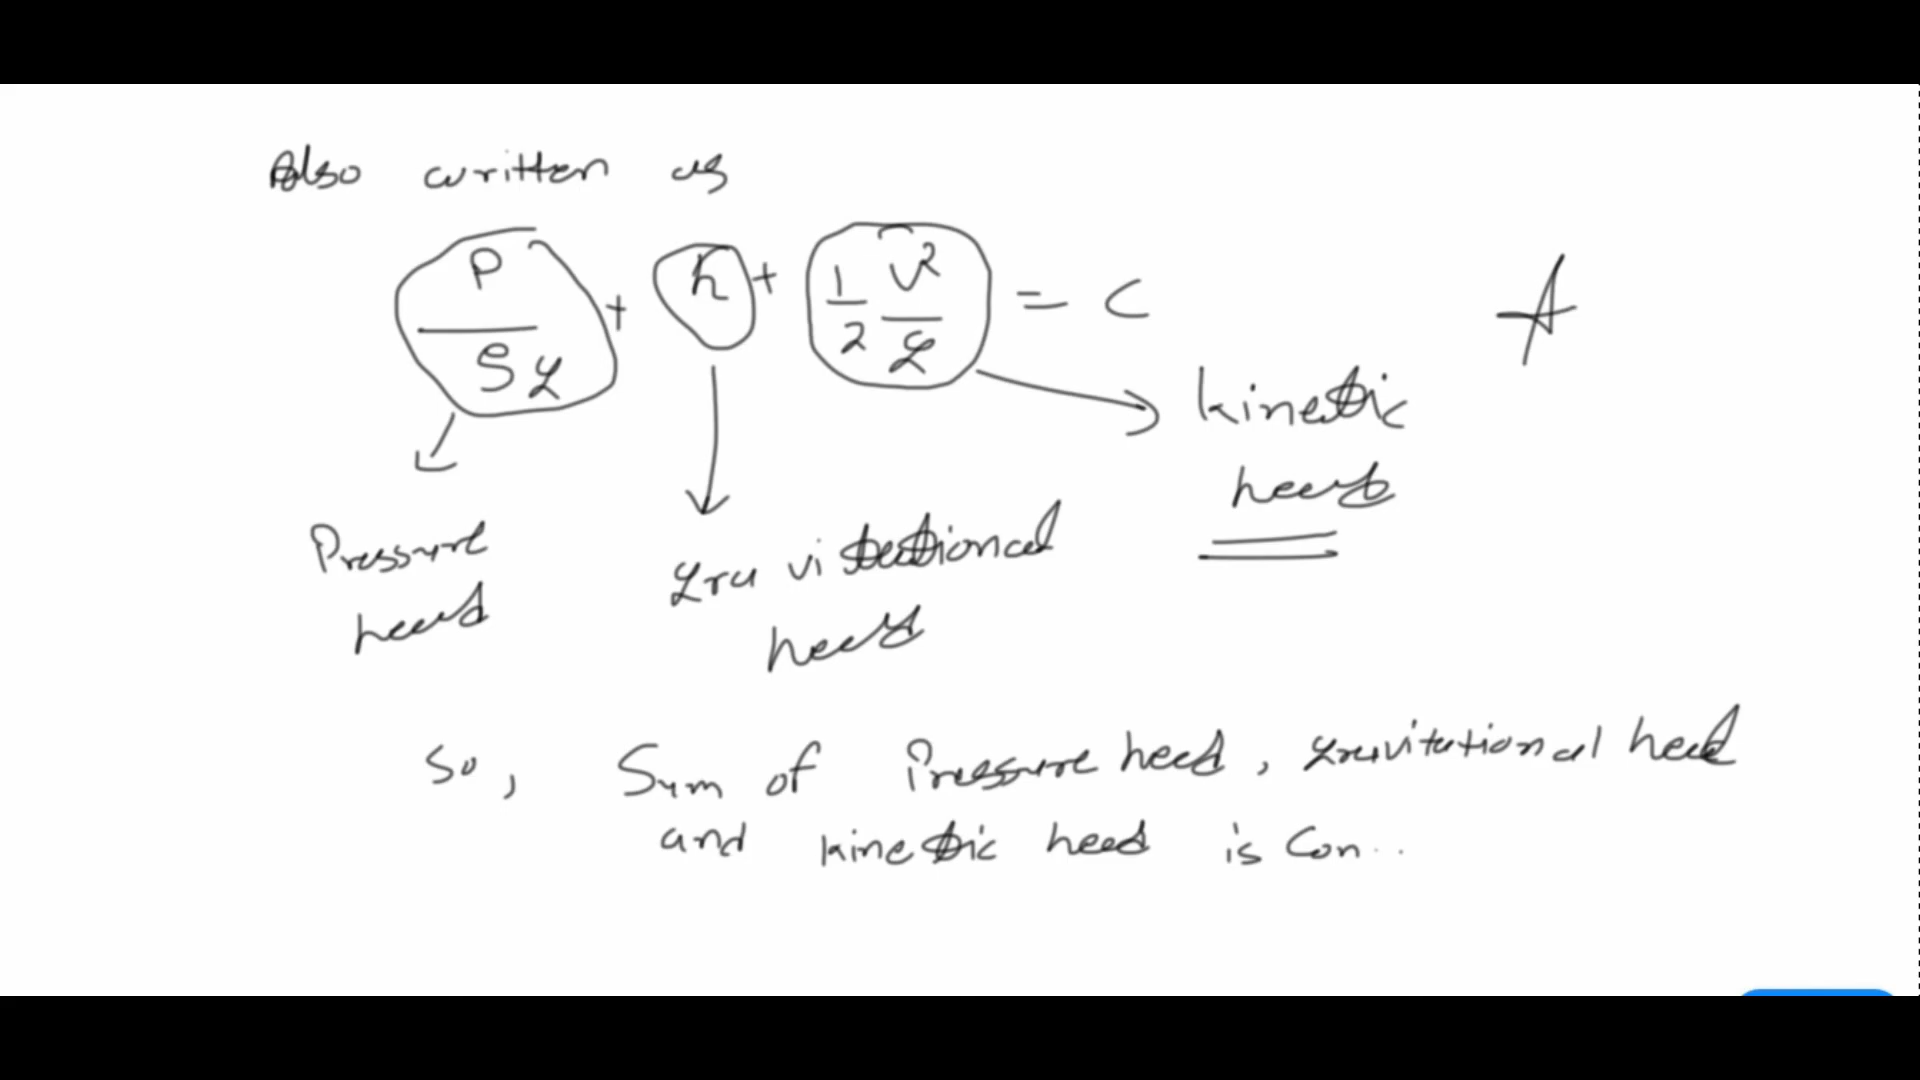 Also written as
P/ρg + h + 1/2 v²/g = C
Pressure head
gravitational head
kinetic head
So, Sum of Pressure head, gravitational head
and kinetic head is Con...